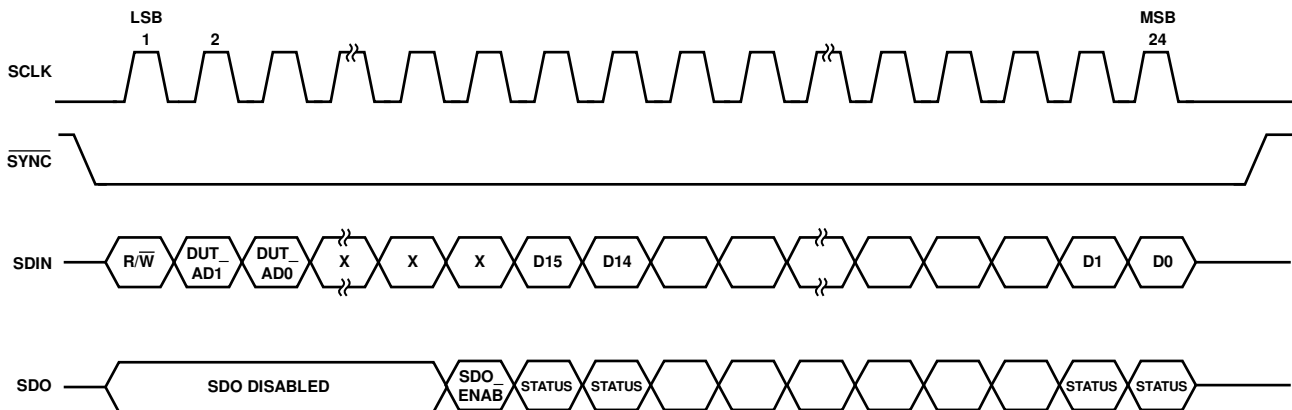 LSB MSB
1 2 24
SCLK
SYNC
SDIN R/W DUT_ AD1 DUT_ AD0 X X X D15 D14 D1 D0
SDO SDO DISABLED SDO_ ENAB STATUS STATUS STATUS STATUS